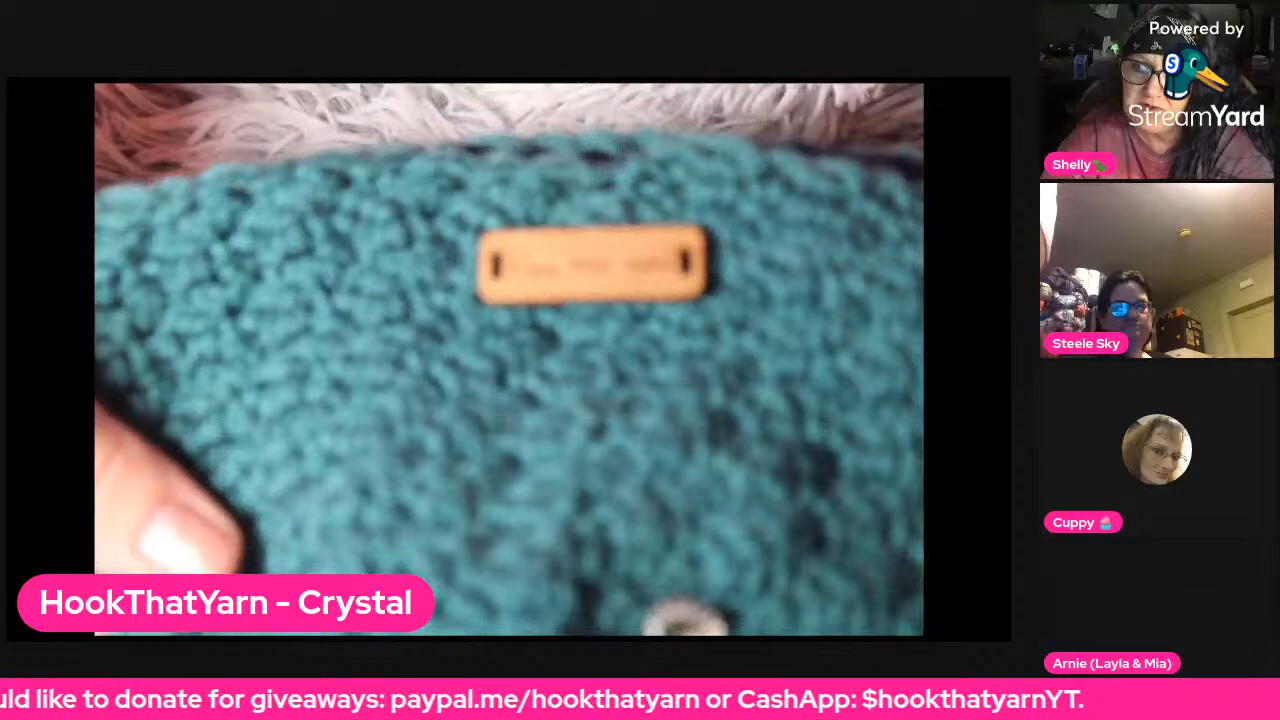 Powered by
StreamYard
Shelly
Steele Sky
Cuppy
Arnie (Layla & Mia)
HookThatYarn - Crystal
uld like to donate for giveaways: paypal.me/hookthatyarn or CashApp: $hookthatyarnYT.